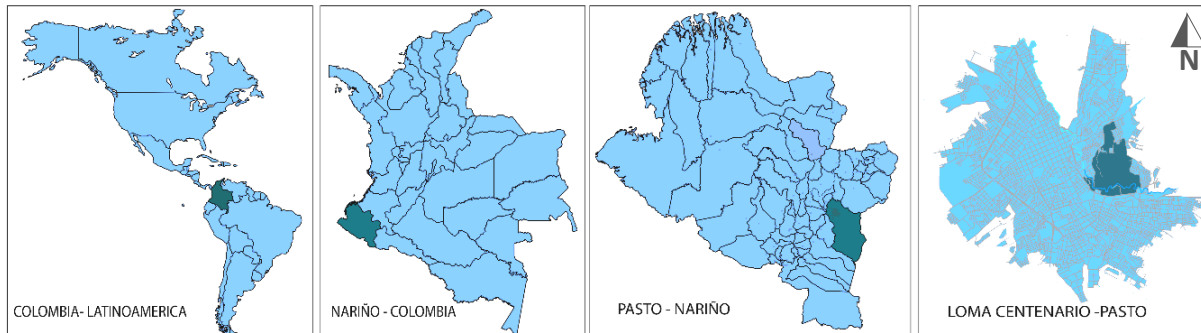 COLOMBIA- LATINOAMERICA
NARIÑO - COLOMBIA
PASTO - NARIÑO
LOMA CENTENARIO -PASTO
N